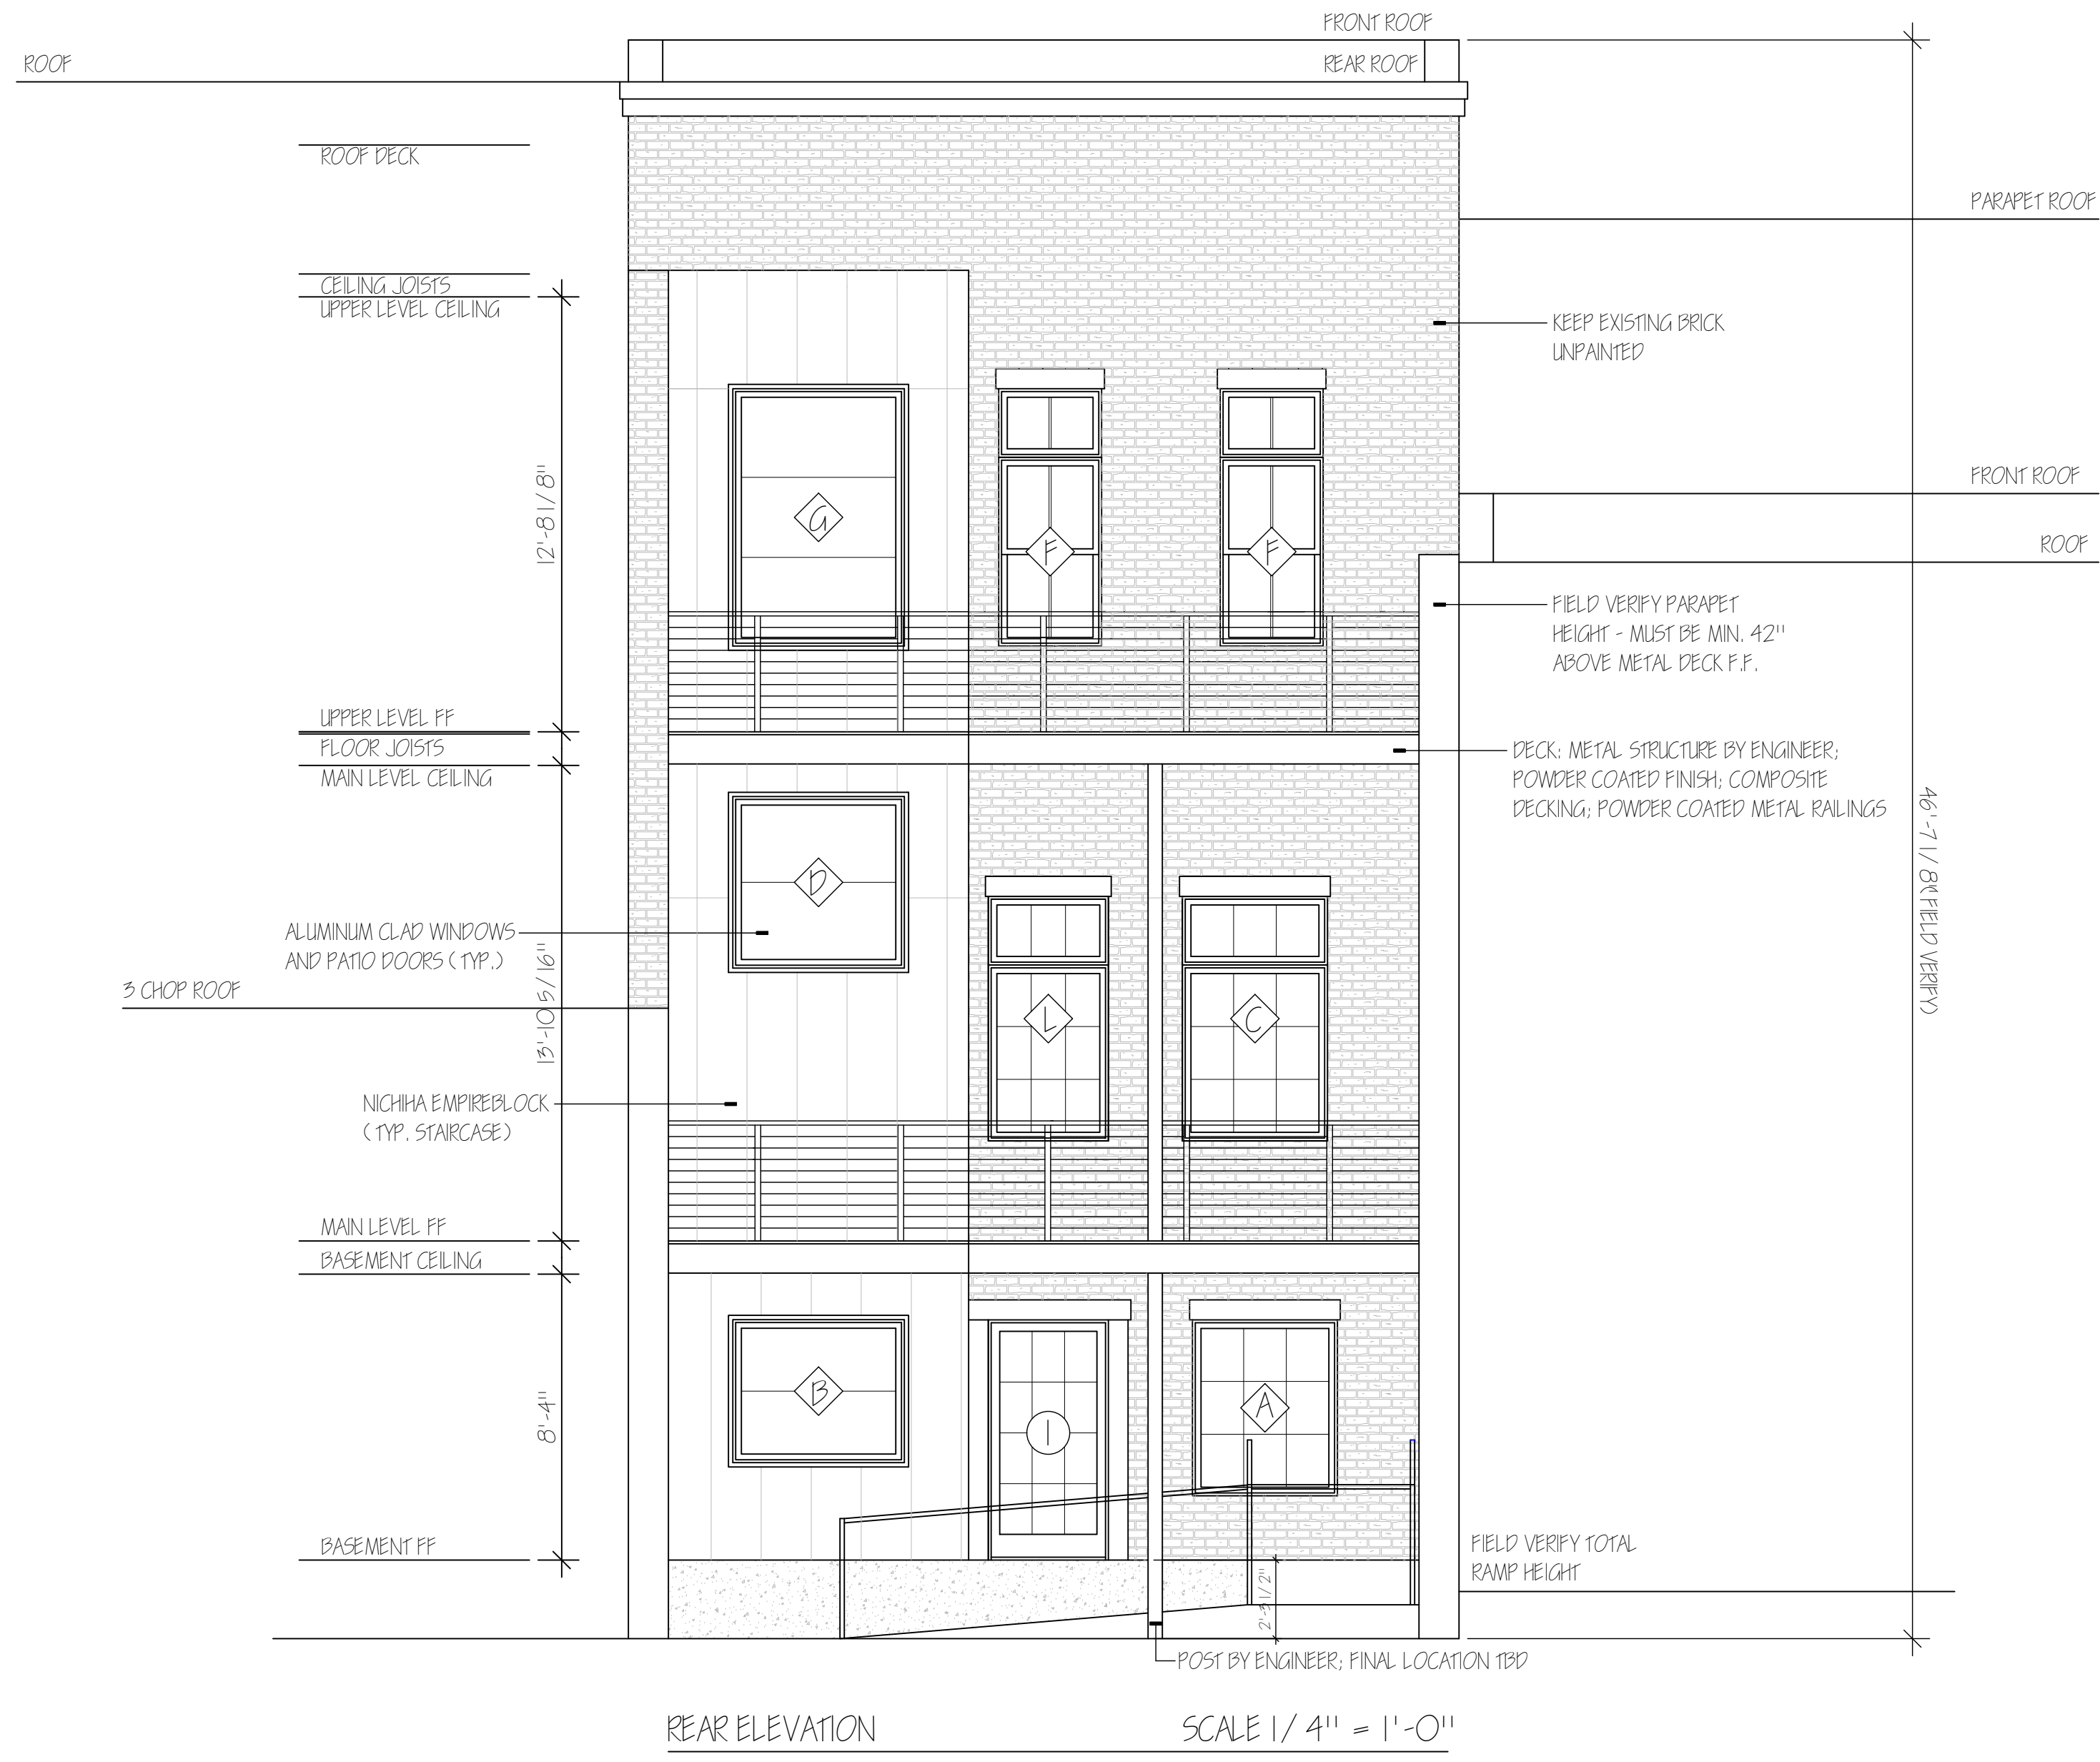 FRONT ROOF
ROOF
REAR ROOF
ROOF DECK
PARAPET ROOF
CEILING JOISTS
UPPER LEVEL CEILING
KEEP EXISTING BRICK
UNPAINTED
FRONT ROOF
12'-8 1/8"
G
F
F
ROOF
FIELD VERIFY PARAPET
HEIGHT - MUST BE MIN. 42"
ABOVE METAL DECK F.F.
UPPER LEVEL FF
FLOOR JOISTS
MAIN LEVEL CEILING
DECK: METAL STRUCTURE BY ENGINEER;
POWDER COATED FINISH; COMPOSITE
DECKING; POWDER COATED METAL RAILINGS
46'-7 1/8"(FIELD VERIFY)
D
ALUMINUM CLAD WINDOWS
AND PATIO DOORS (TYP.)
3 CHOP ROOF
13'-10 5/16"
L
C
NICHIHA EMPIREBLOCK
(TYP. STAIRCASE)
MAIN LEVEL FF
BASEMENT CEILING
8'-4"
B
1
A
BASEMENT FF
FIELD VERIFY TOTAL
RAMP HEIGHT
2'-3 1/2"
POST BY ENGINEER; FINAL LOCATION TBD
REAR ELEVATION
SCALE 1/4" = 1'-0"